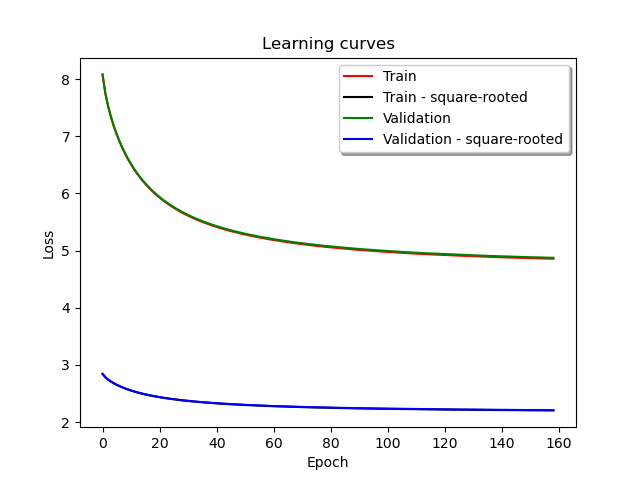 Learning curves
Train
Train - square-rooted
Validation
Validation - square-rooted
8
7
6
5
4
3
2
Loss
0 20 40 60 80 100 120 140 160
Epoch